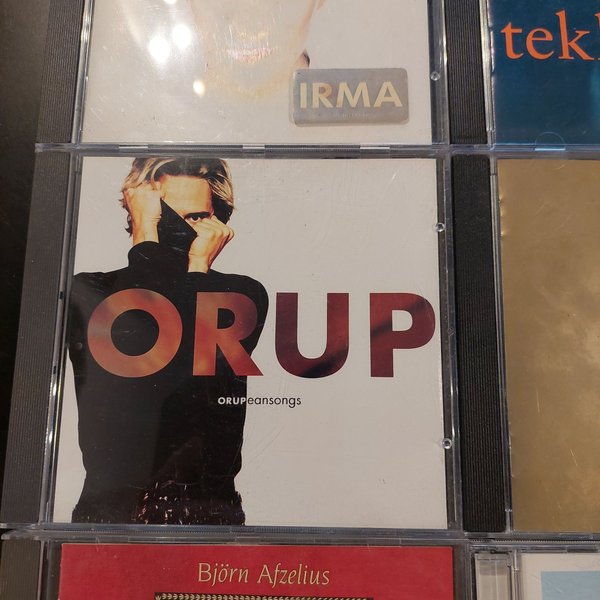 IRMA
tek
ORUP
ORUPeansongs
Björn Afzelius